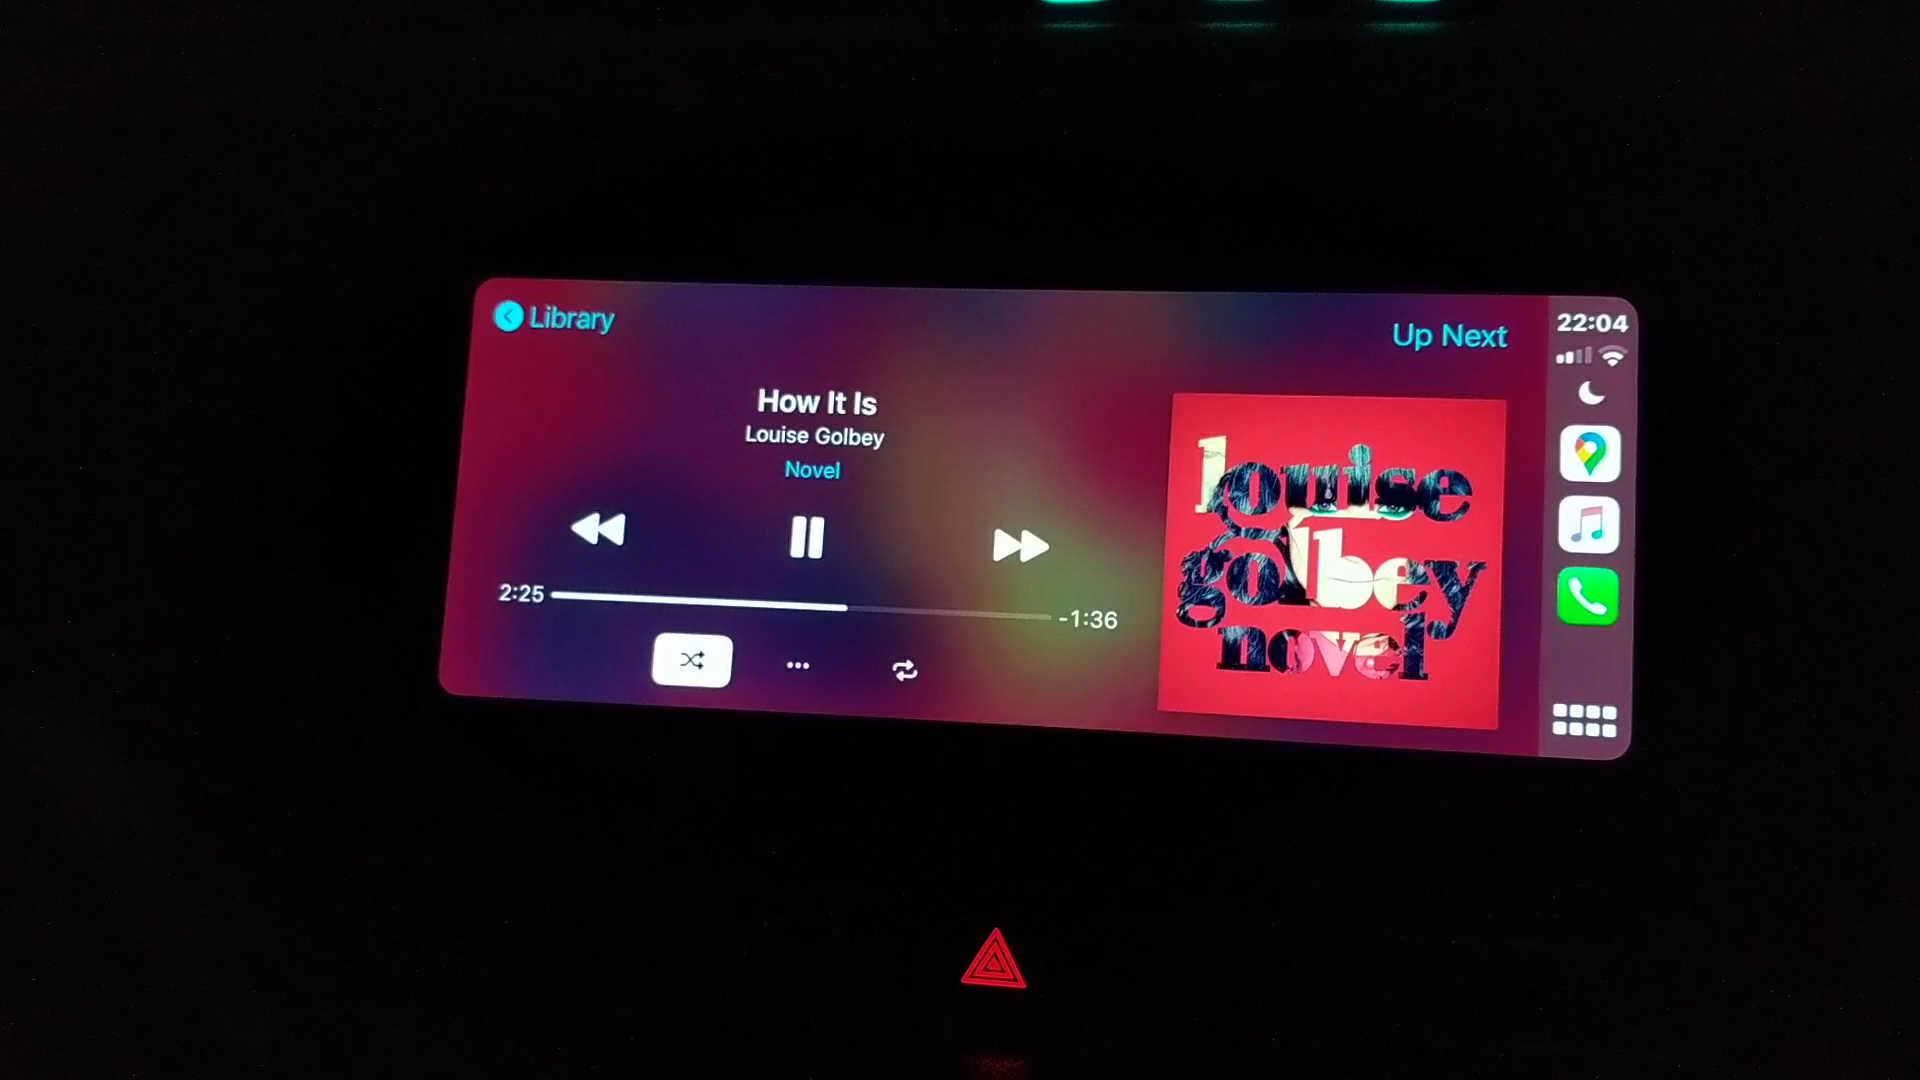 Library
Up Next
22:04
How It Is
Louise Golbey
Novel
2:25
-1:36
louise
golbey
novel